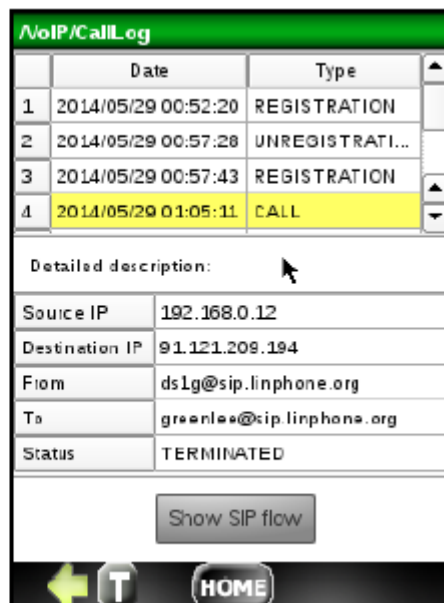 /VoIP/CallLog
Date Type
1 2014/05/29 00:52:20 REGISTRATION
2 2014/05/29 00:57:28 UNREGISTRATI...
3 2014/05/29 00:57:43 REGISTRATION
4 2014/05/29 01:05:11 CALL
Detailed description:
Source IP 192.168.0.12
Destination IP 91.121.209.194
From ds1g@sip.linphone.org
To greenlee@sip.linphone.org
Status TERMINATED
Show SIP flow
T HOME